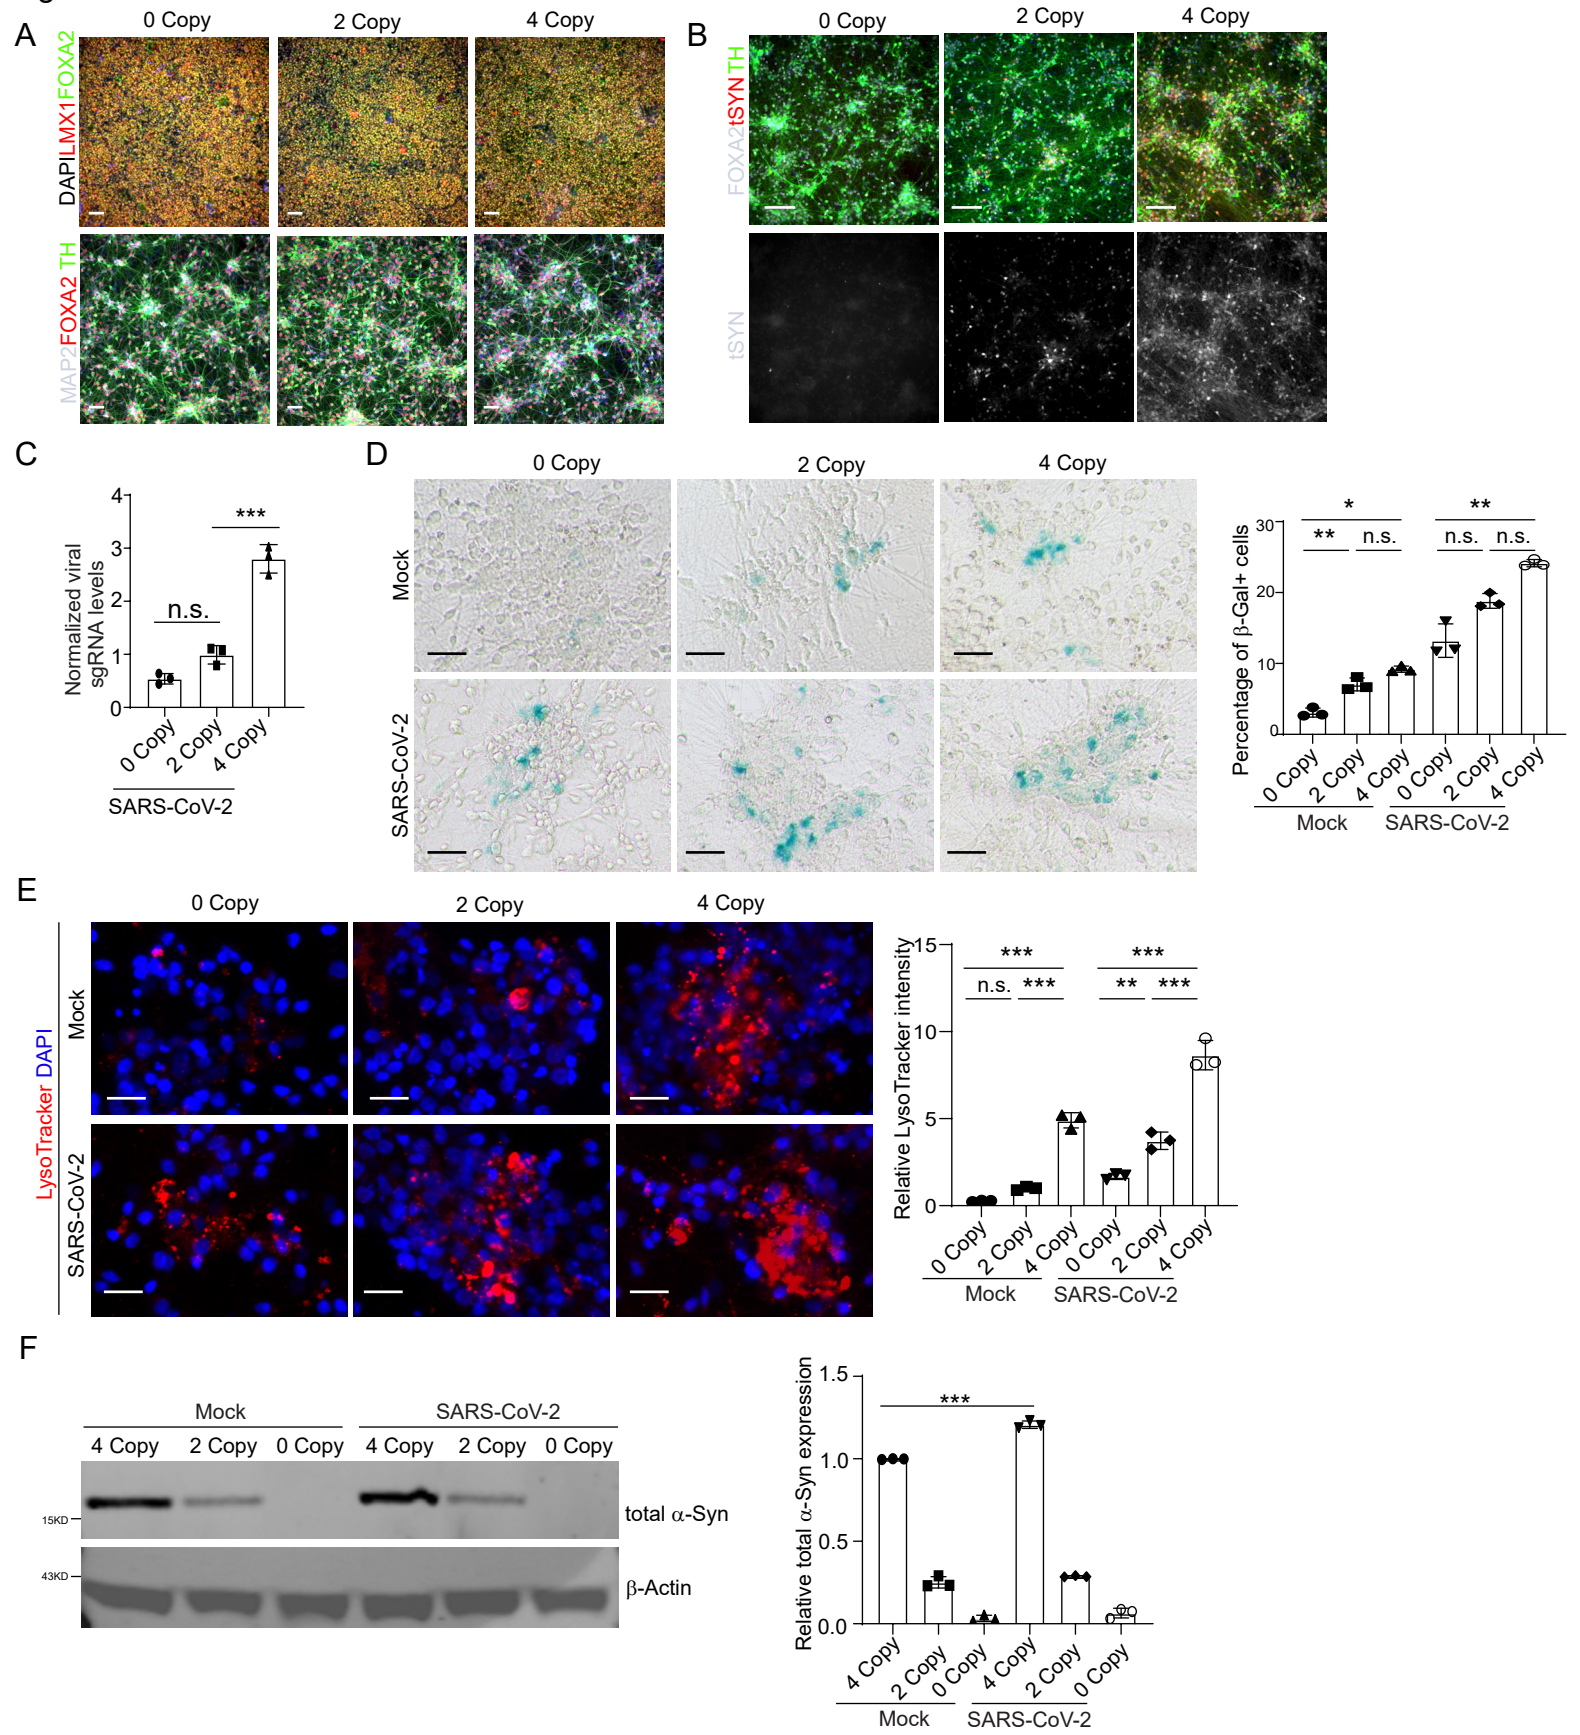 A
0 Copy
2 Copy
4 Copy
DAPILMX1FOXA2
MAP2FOXA2 TH
B
0 Copy
2 Copy
4 Copy
FOXA2tSYNTH
tSYN
C
Normalized viral
sgRNA levels
4
3
2
1
0
n.s.
***
0 Copy
2 Copy
4 Copy
SARS-CoV-2
D
0 Copy
2 Copy
4 Copy
Mock
SARS-CoV-2
Percentage of β-Gal+ cells
30
20
10
0
*
**
**
n.s.
n.s.
n.s.
0 Copy
2 Copy
4 Copy
0 Copy
2 Copy
4 Copy
Mock
SARS-CoV-2
E
0 Copy
2 Copy
4 Copy
LysoTracker DAPI
Mock
SARS-CoV-2
Relative LysoTracker intensity
15
10
5
0
***
***
n.s.
***
**
***
0 Copy
2 Copy
4 Copy
0 Copy
2 Copy
4 Copy
Mock
SARS-CoV-2
F
Mock
SARS-CoV-2
4 Copy
2 Copy
0 Copy
4 Copy
2 Copy
0 Copy
15KD
total α-Syn
43KD
β-Actin
Relative total α-Syn expression
1.5
1.0
0.5
0.0
***
4 Copy
2 Copy
0 Copy
4 Copy
2 Copy
0 Copy
Mock
SARS-CoV-2